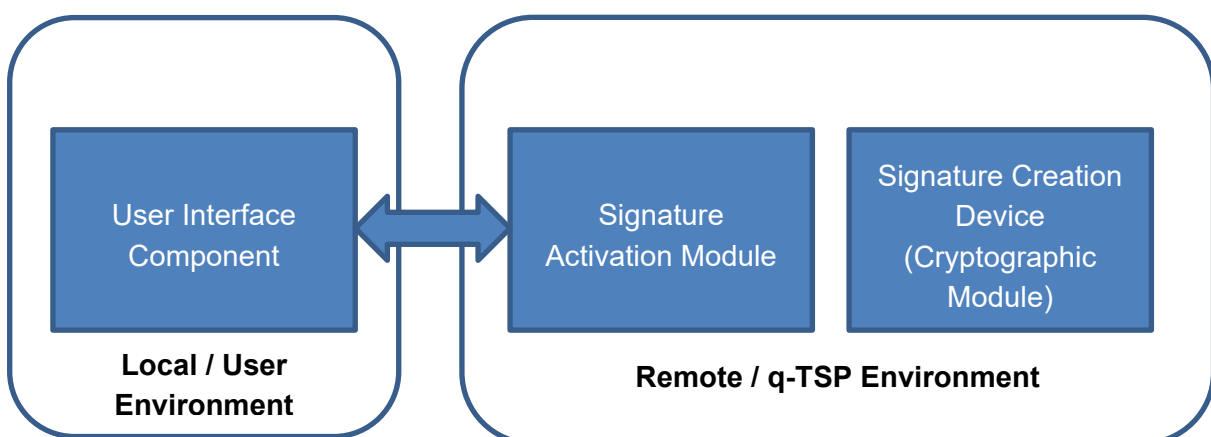 User Interface
Component
Signature
Activation Module
Signature Creation
Device
(Cryptographic
Module)
Local / User
Environment
Remote / q-TSP Environment